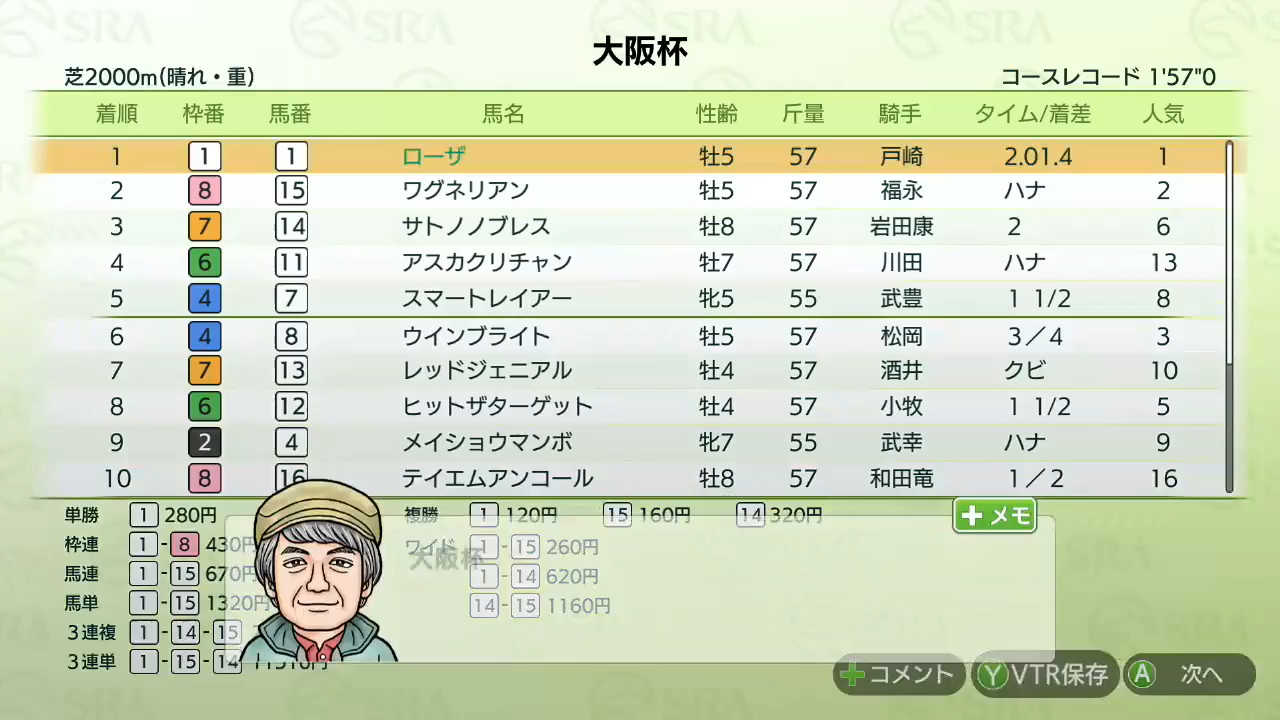 大阪杯
芝2000m(晴れ・重) コースレコード 1'57"0
着順 枠番 馬番 馬名 性齢 斤量 騎手 タイム/着差 人気
1 1 1 ローザ 牡5 57 戸崎 2.01.4 1
2 8 15 ワグネリアン 牡5 57 福永 ハナ 2
3 7 14 サトノノブレス 牡8 57 岩田康 2 6
4 6 11 アスカクリチャン 牡7 57 川田 ハナ 13
5 4 7 スマートレイアー 牝5 55 武豊 1 1/2 8
6 4 8 ウインブライト 牡5 57 松岡 3/4 3
7 7 13 レッドジェニアル 牡4 57 酒井 クビ 10
8 6 12 ヒットザターゲット 牡4 57 小牧 1 1/2 5
9 2 4 メイショウマンボ 牝7 55 武幸 ハナ 9
10 8 16 テイエムアンコール 牡8 57 和田竜 1/2 16
単勝 1 280円 複勝 1 120円 15 160円 14 320円 メモ
枠連 1-8 430円 ワイド 1-15 260円
大阪杯
馬連 1-15 670円 1-14 620円
馬単 1-15 1320円 14-15 1160円
3連複 1-14-15
3連単 1-15-14
コメント Y VTR保存 A 次へ
SRA